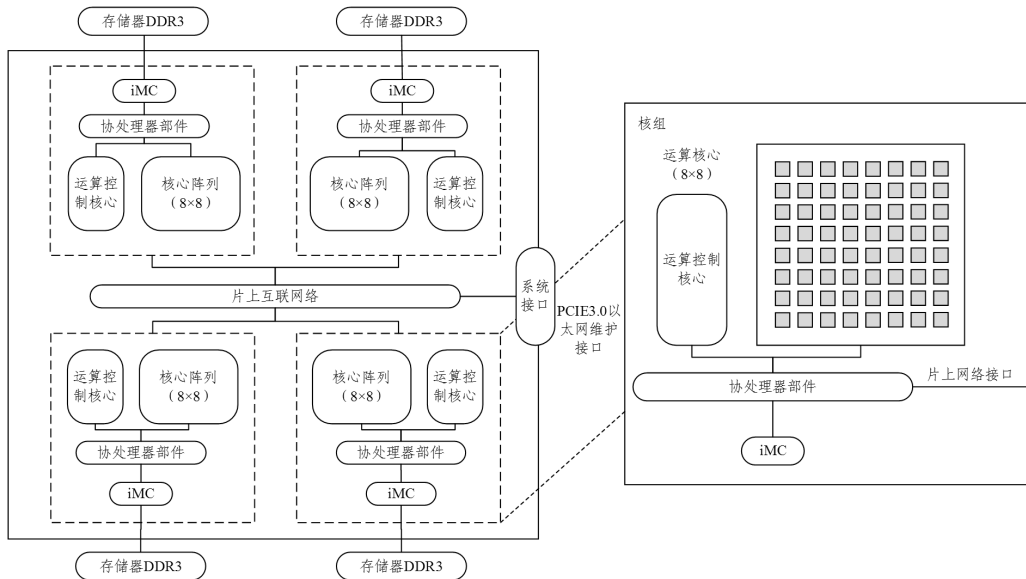 存储器DDR3
存储器DDR3
iMC
iMC
协处理器部件
协处理器部件
运算控
制核心
核心阵列
(8×8)
核心阵列
(8×8)
运算控
制核心
片上互联网络
系统
接口
PCIE3.0以
太网维护
接口
运算控
制核心
核心阵列
(8×8)
核心阵列
(8×8)
运算控
制核心
协处理器部件
协处理器部件
iMC
iMC
存储器DDR3
存储器DDR3
核组
运算核心
(8×8)
运算控制
核心
协处理器部件
片上网络接口
iMC